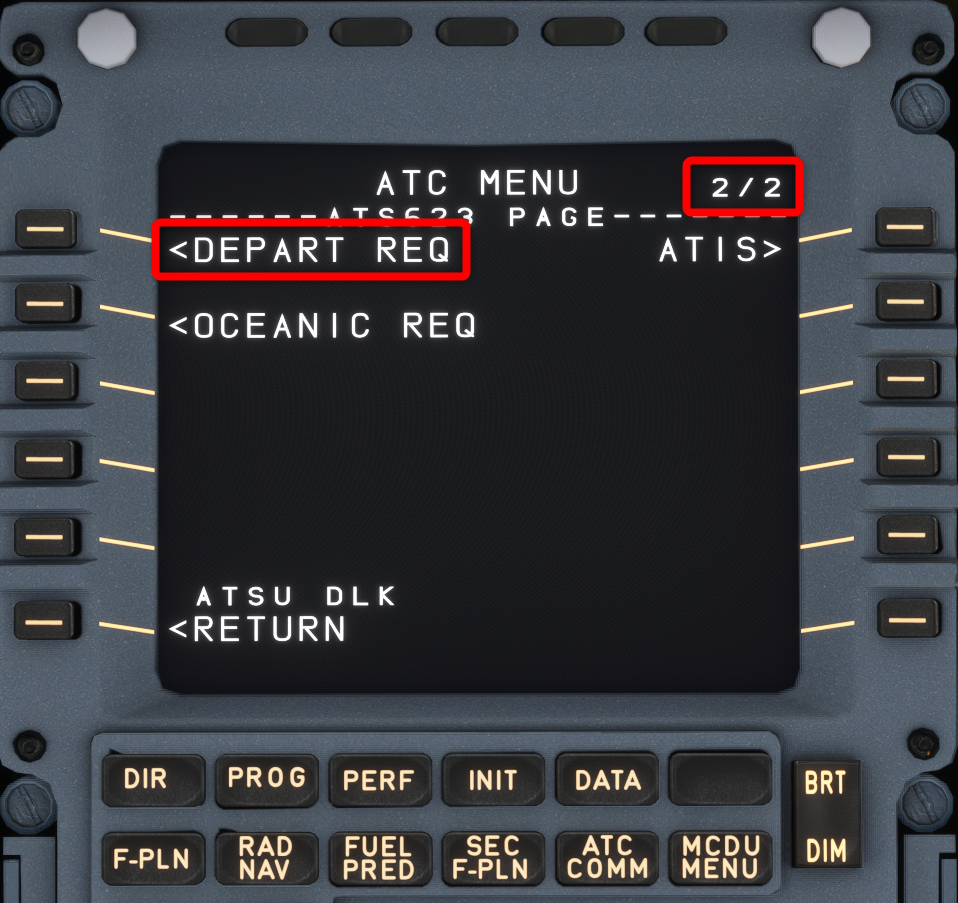 ATC MENU 2/2
------ATS623 PAGE-------
<DEPART REQ ATIS>
<OCEANIC REQ
ATSU DLK
<RETURN
DIR PROG PERF INIT DATA
BRT
F-PLN RAD NAV FUEL PRED SEC F-PLN ATC COMM MCDU MENU
DIM